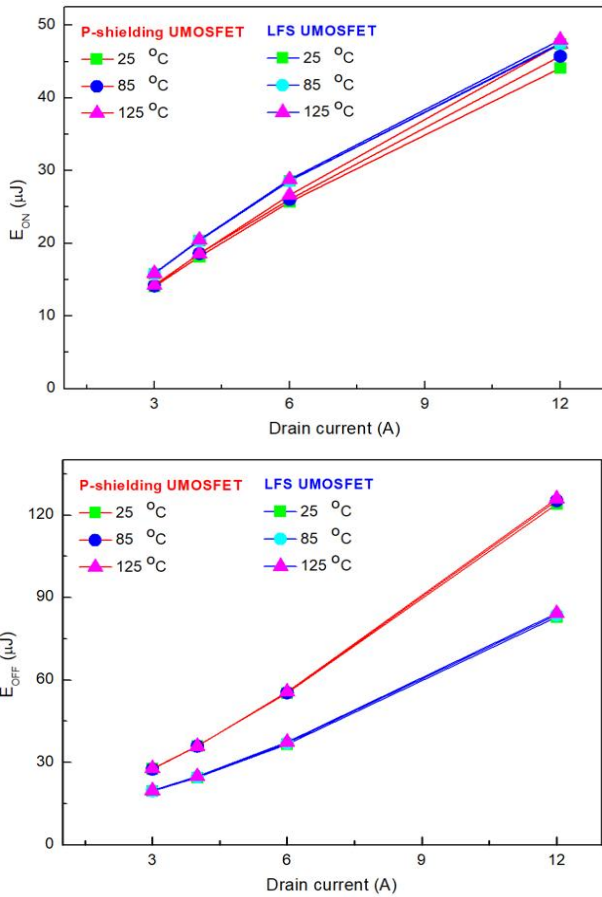 50
P-shielding UMOSFET LFS UMOSFET
25 °C 25 °C
40
85 °C 85 °C
125 °C 125 °C
30
E_ON (μJ)
20
10
0
3 6 9 12
Drain current (A)
P-shielding UMOSFET LFS UMOSFET
25 °C 25 °C
120
85 °C 85 °C
125 °C 125 °C
90
E_OFF (μJ)
60
30
0
3 6 9 12
Drain current (A)